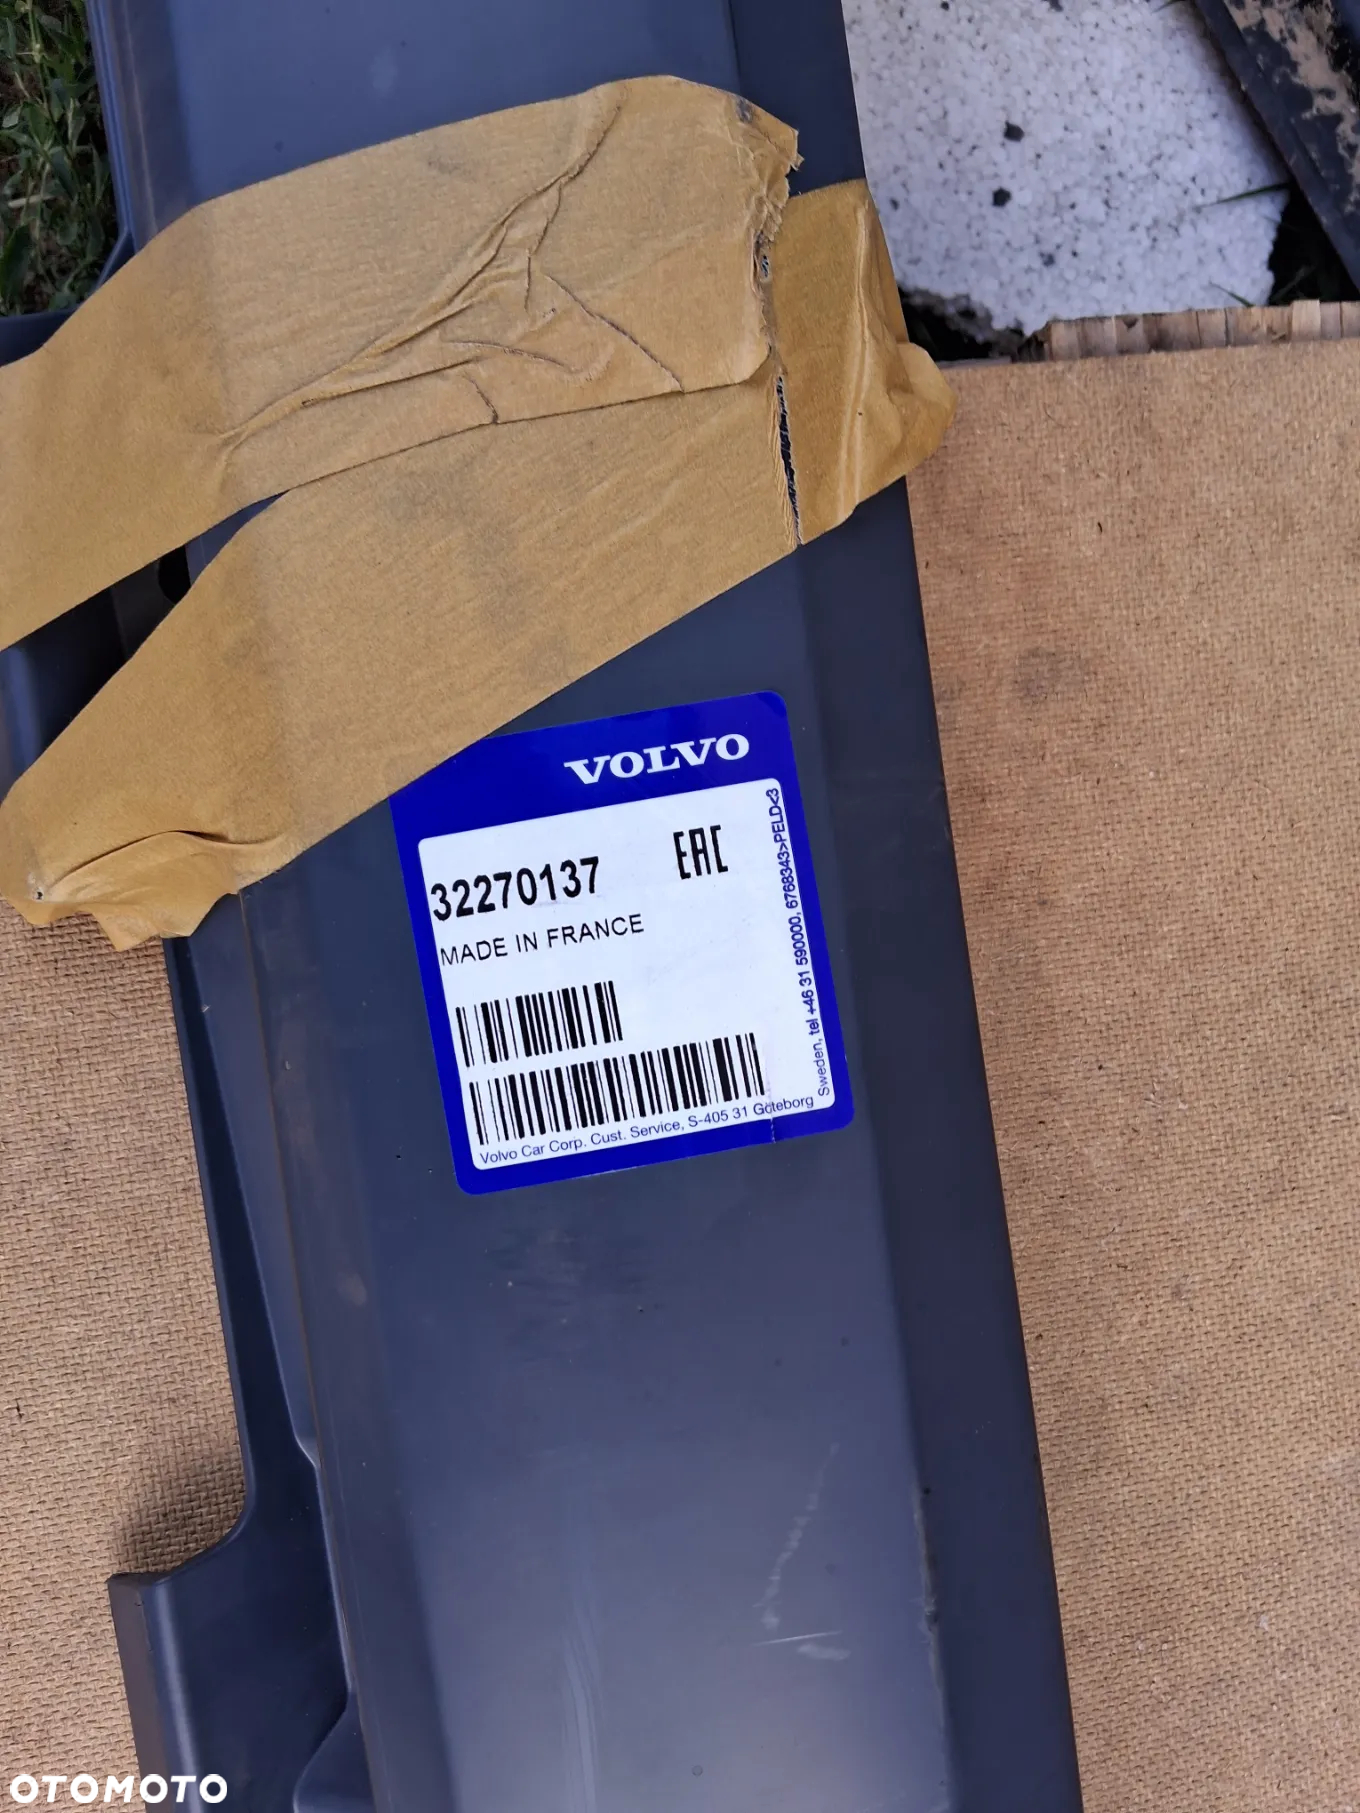 VOLVO
32270137 EAC
MADE IN FRANCE
Volvo Car Corp. Cust. Service, S-405 31 Göteborg
Sweden, tel +46 31 590000, 6768343>PELD<3
OTOMOTO